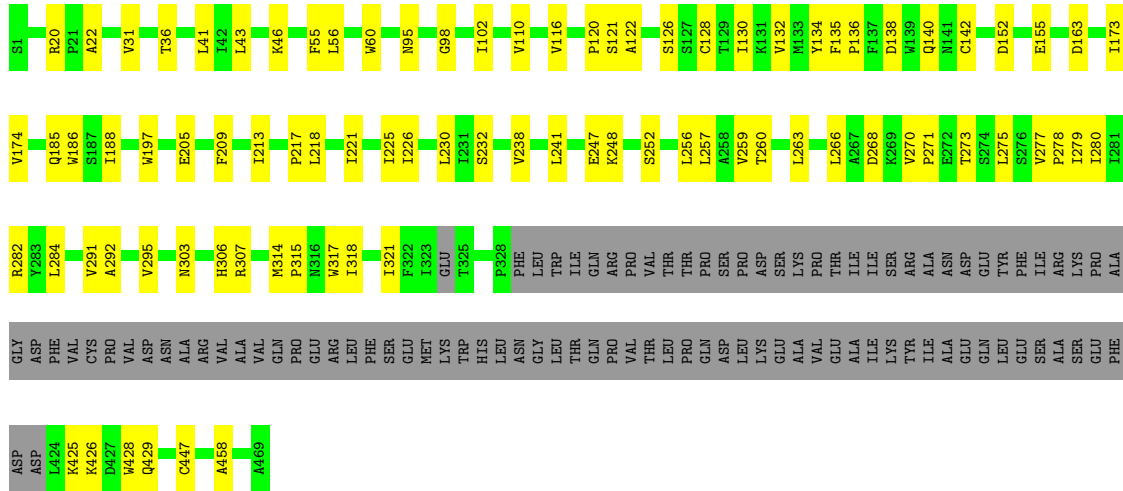 S1 R20 P21 A22 V31 T36 L41 I42 L43 K46 F55 L56 W60 N95 G98 I102 V110 V116 P120 S121 A122 S126 S127 C128 T129 I130 K131 V132 M133 Y134 F135 P136 F137 D138 W139 Q140 N141 C142 D152 E155 D163 I173
V174 Q185 W186 S187 I188 W197 E205 F209 I213 P217 L218 I221 I225 I226 L230 I231 S232 V238 L241 E247 K248 S252 L256 L257 A258 V259 T260 L263 L266 A267 D268 K269 V270 P271 E272 T273 S274 L275 S276 V277 P278 I279 I280 I281
R282 Y283 L284 V291 A292 V295 N303 H306 R307 M314 P315 N316 W317 I318 I321 F322 I323 GLU T325 P328 PHE LEU TRP ILE GLN ARG PRO VAL THR THR PRO ASP SER PRO ASP SER LYS PRO THR ILE ILE SER ARG ALA ASN ASP GLU TYR PHE ILE ARG LYS PRO ALA
GLY ASP PHE VAL CYS PRO VAL ASP ASN ALA ARG VAL ALA VAL GLN PRO GLU ARG LEU PHE SER GLU MET LYS TRP HIS LEU ASN GLY LEU THR GLN PRO VAL THR LEU PRO GLN ASP LEU LYS GLU ALA VAL GLU ALA ILE LYS TYR ILE ALA GLU GLN LEU GLU SER ALA SER GLU PHE
ASP ASP L424 K425 K426 D427 W428 Q429 C447 A458 A469